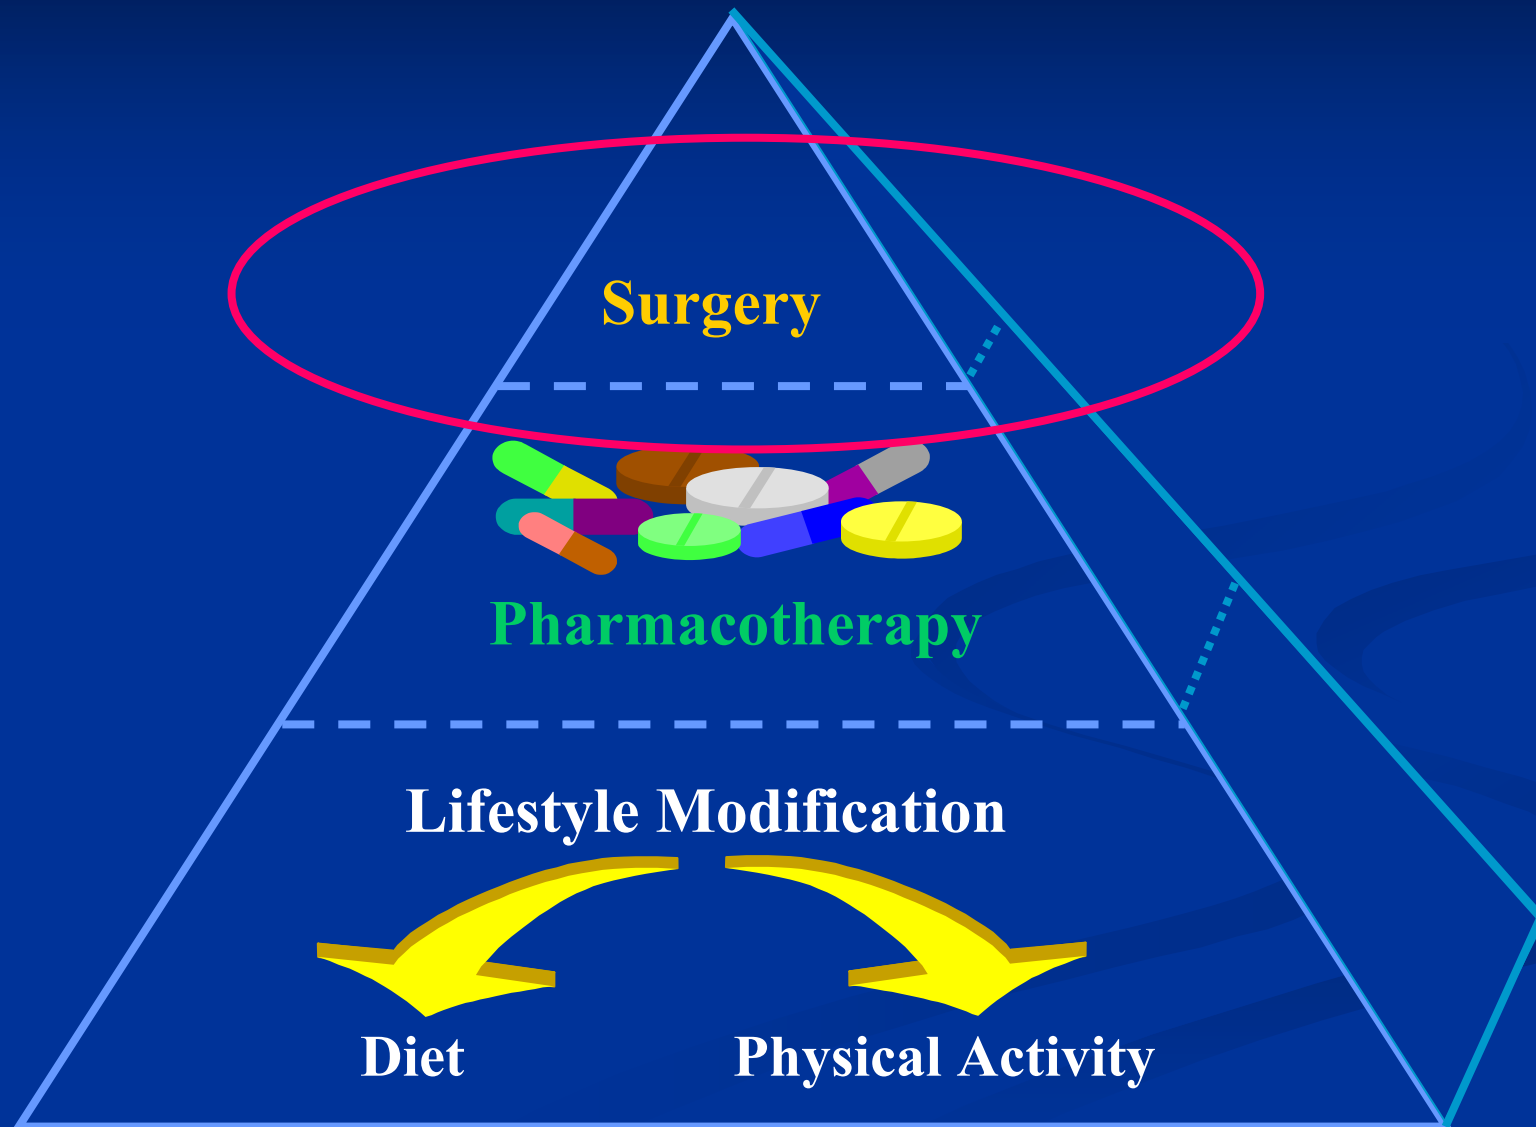 Surgery
Pharmacotherapy
Lifestyle Modification
Diet
Physical Activity